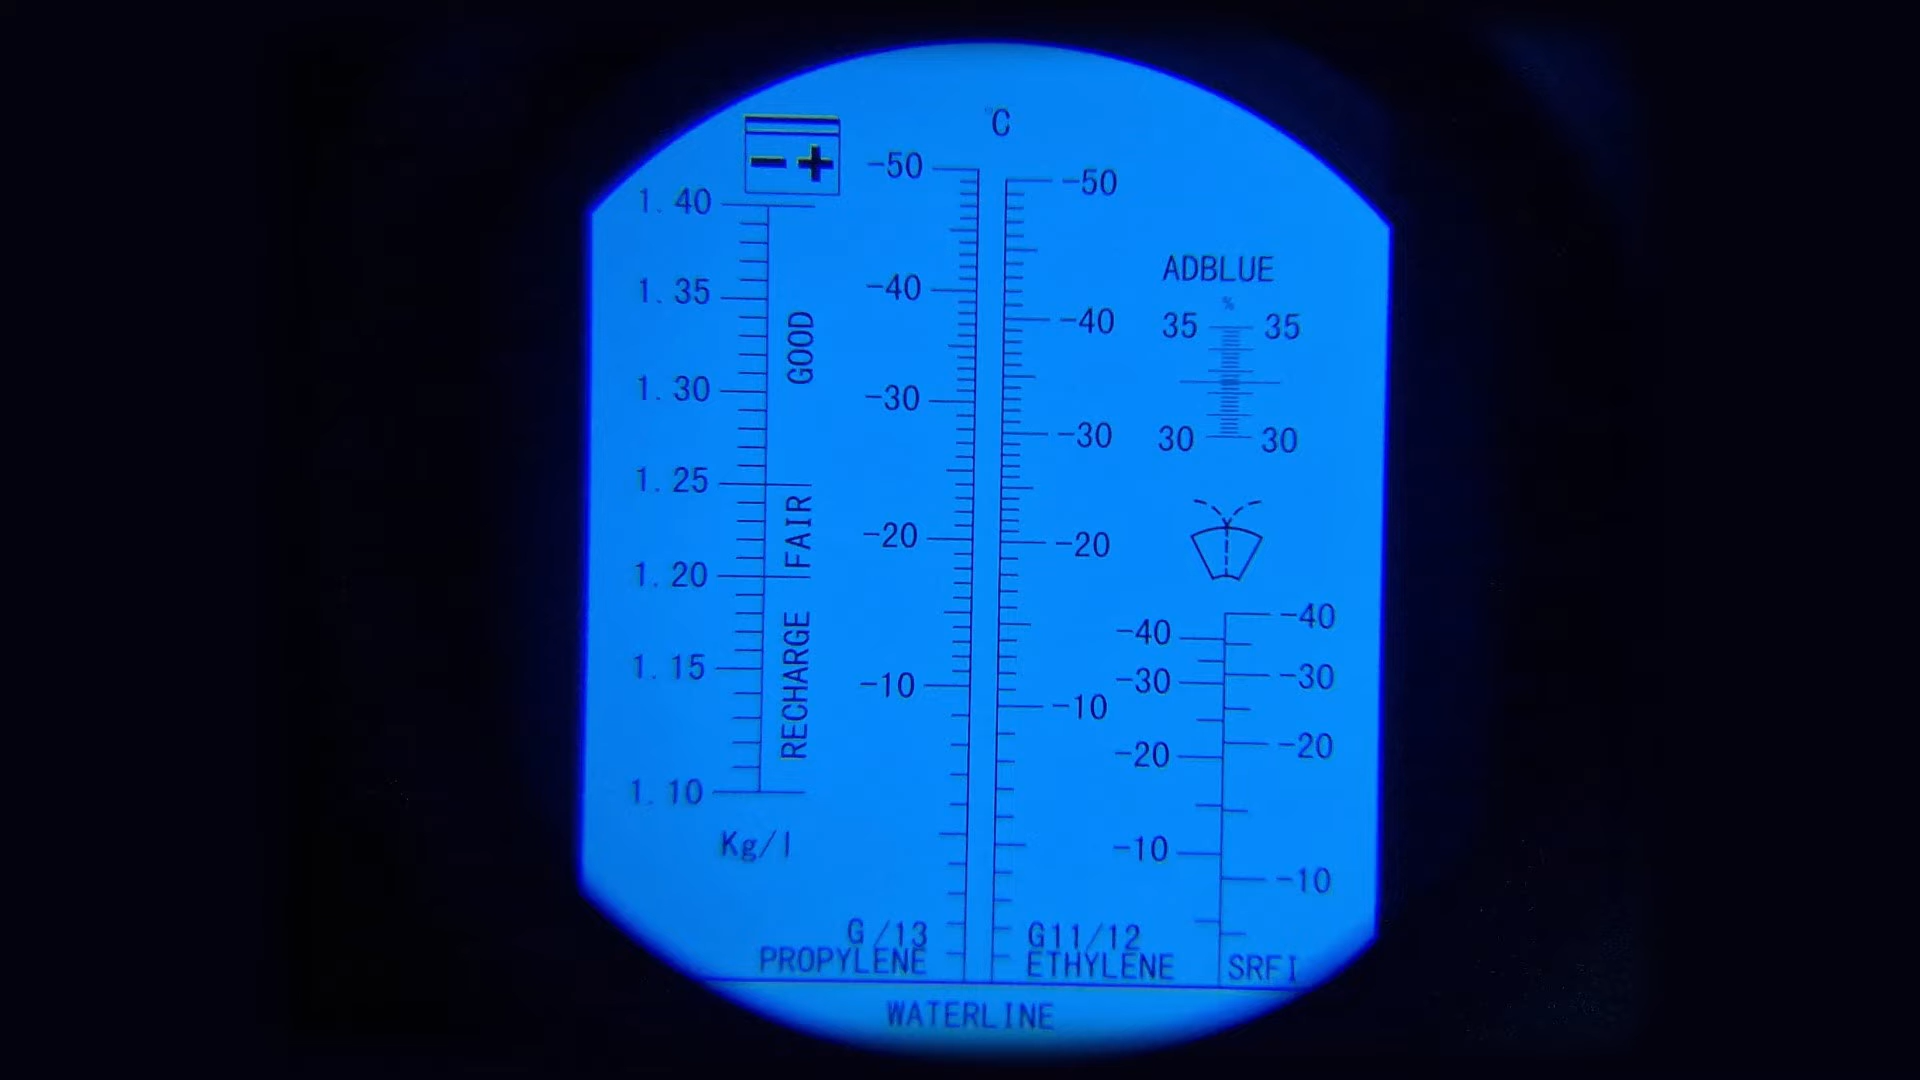 ℃
- +
1.40
1.35
1.30
1.25
1.20
1.15
1.10
Kg/l
GOOD
FAIR
RECHARGE
-50
-40
-30
-20
-10
G /13
PROPYLENE
-50
-40
-30
-20
-10
G11/12
ETHYLENE
ADBLUE
%
35 35
30 30
-40
-30
-20
-10
-40
-30
-20
-10
SRFI
WATERLINE